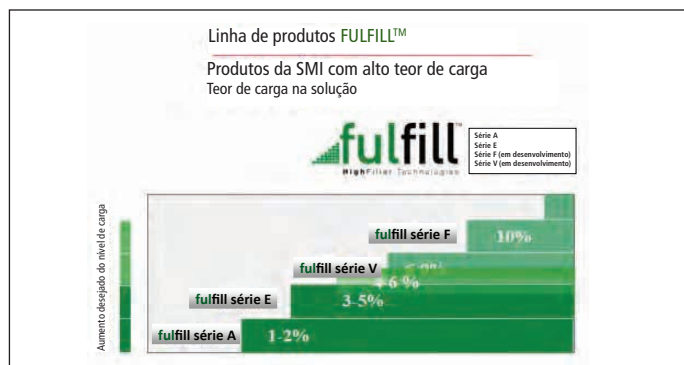 Linha de produtos FULFILL™
Produtos da SMI com alto teor de carga
Teor de carga na solução
fulfill™
HighFiller Technologies
Série A
Série E
Série F (em desenvolvimento)
Série V (em desenvolvimento)
Aumento desejado do nível de carga
fulfill série F
10%
fulfill série V
fulfill série E
3-5%
fulfill série A
1-2%